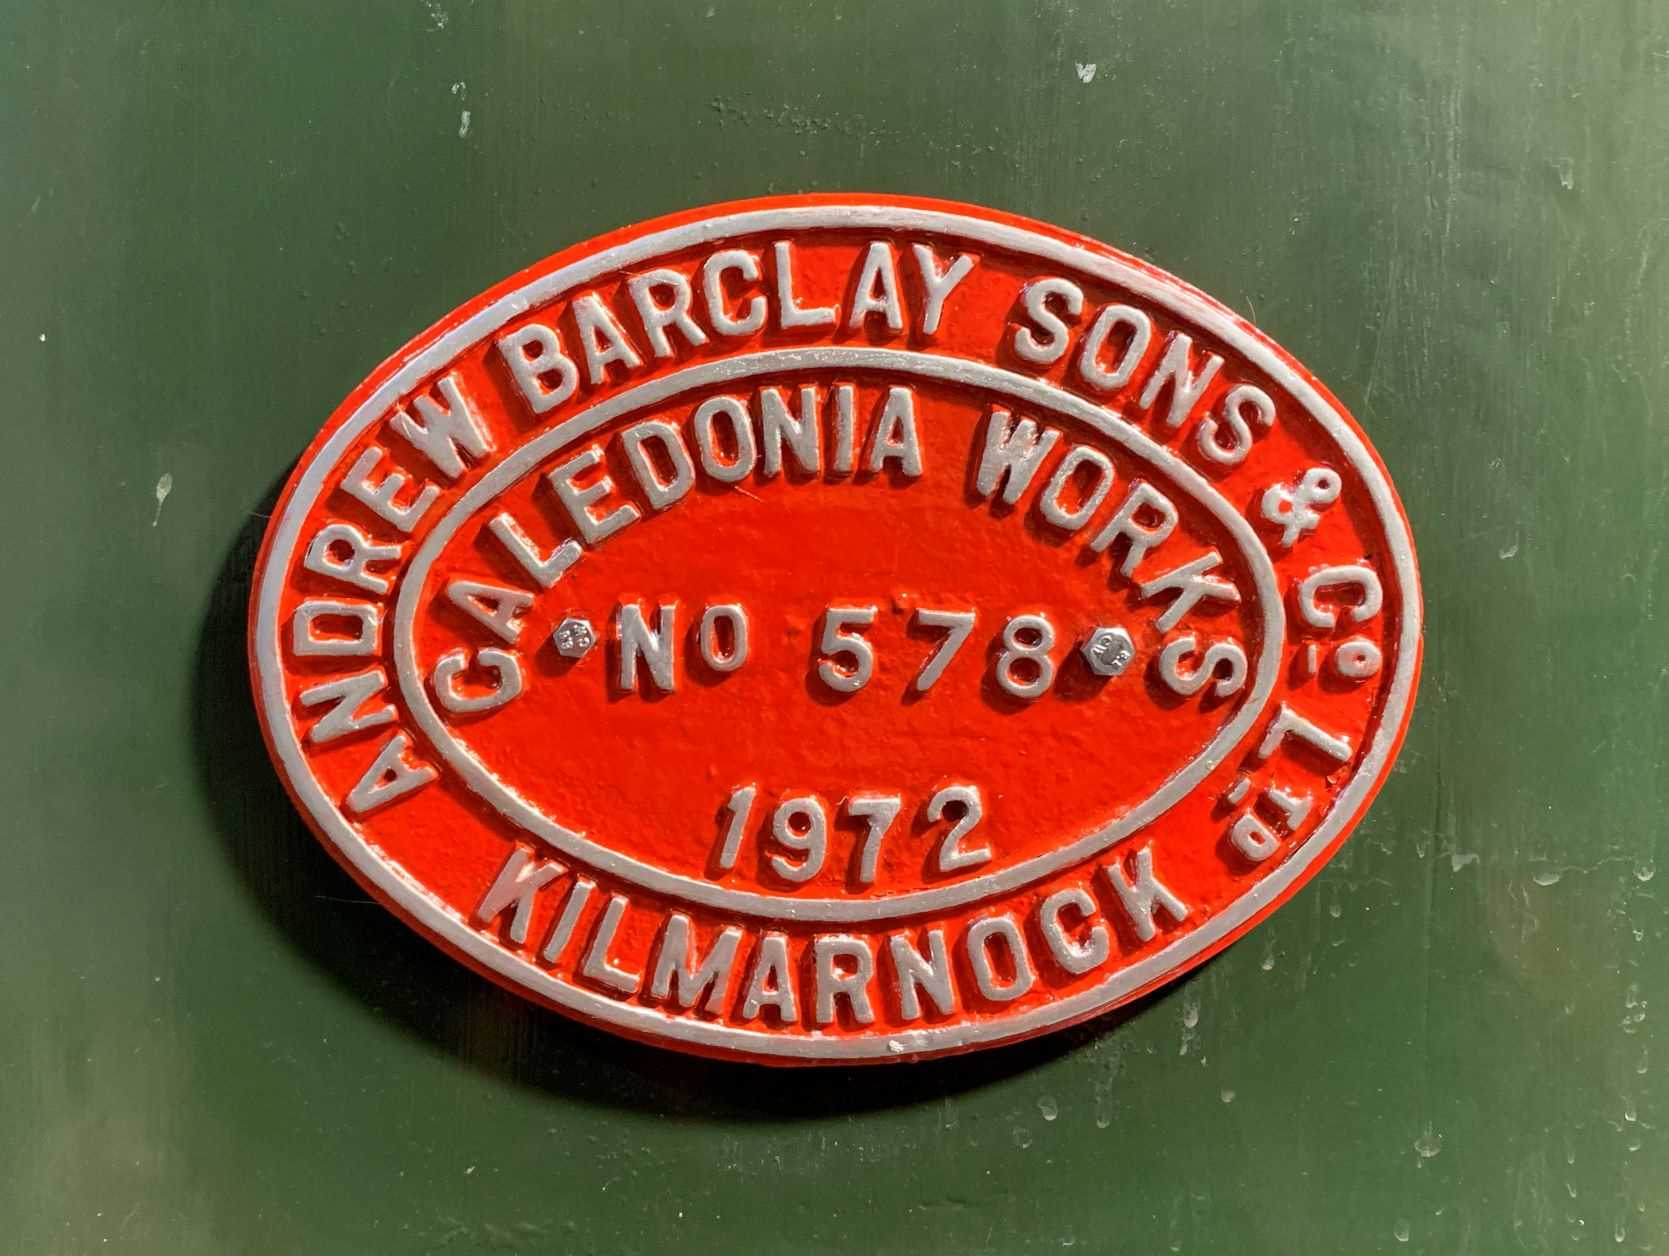 ANDREW BARCLAY SONS & Co LTD
CALEDONIA WORKS
No 578
1972
KILMARNOCK